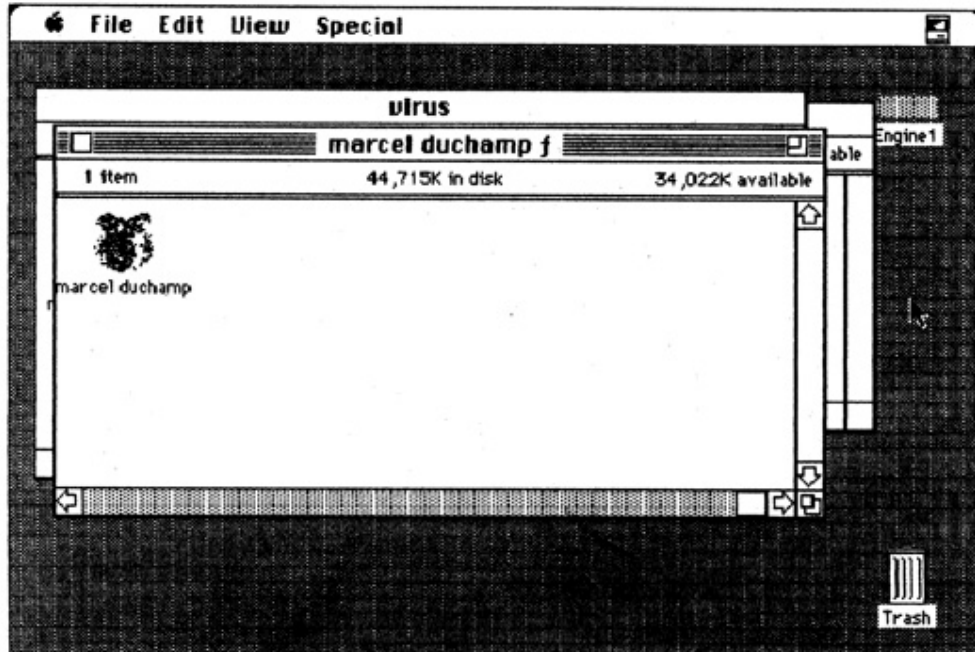 File Edit View Special
virus
marcel duchamp ƒ
Engine1
able
1 item 44,715K in disk 34,022K available
marcel duchamp
Trash